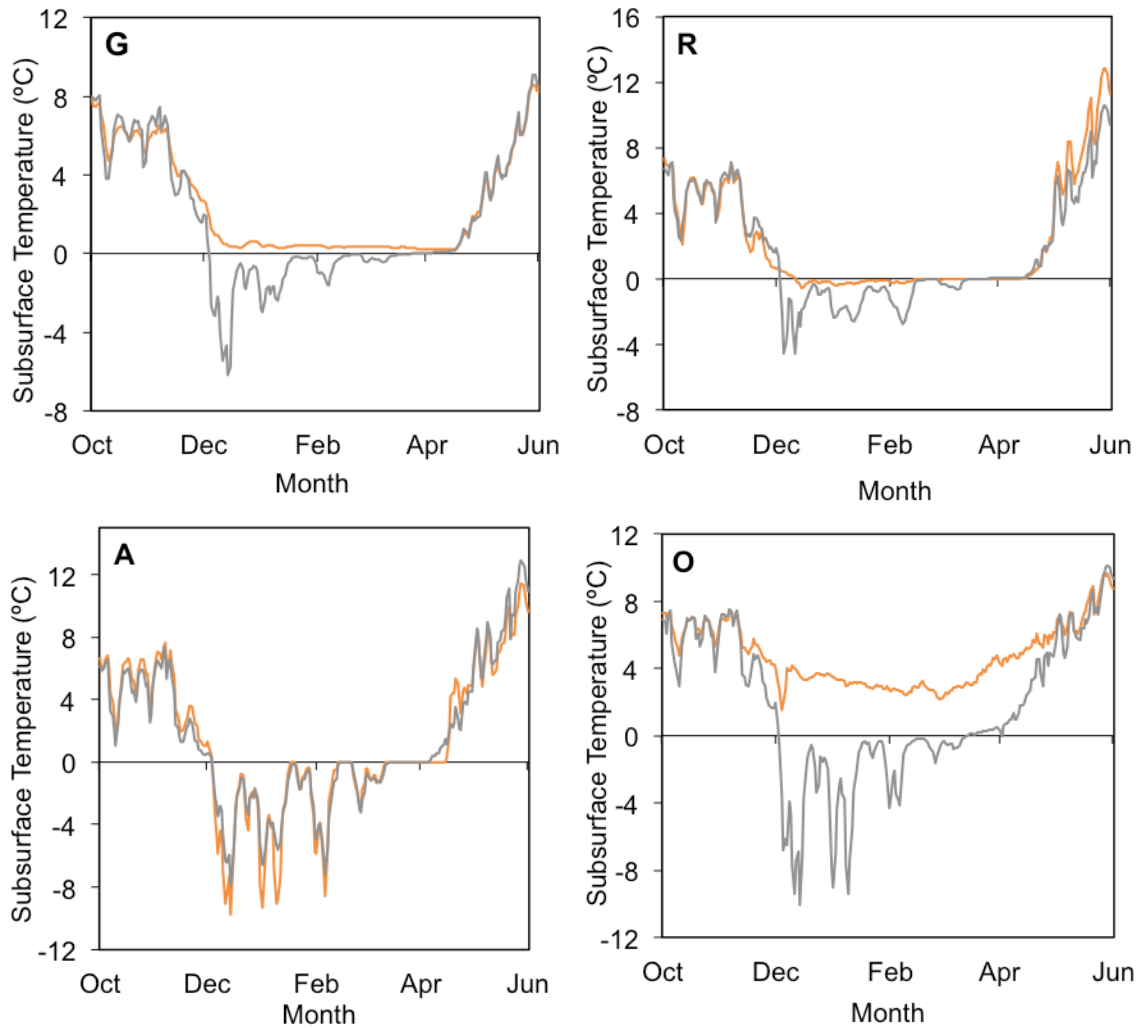 G
Subsurface Temperature (ºC)
12
8
4
0
-4
-8
Oct Dec Feb Apr Jun
Month
R
Subsurface Temperature (ºC)
16
12
8
4
0
-4
-8
Oct Dec Feb Apr Jun
Month
A
Subsurface Temperature (ºC)
12
8
4
0
-4
-8
-12
Oct Dec Feb Apr Jun
Month
O
Subsurface Temperature (ºC)
12
8
4
0
-4
-8
-12
Oct Dec Feb Apr Jun
Month